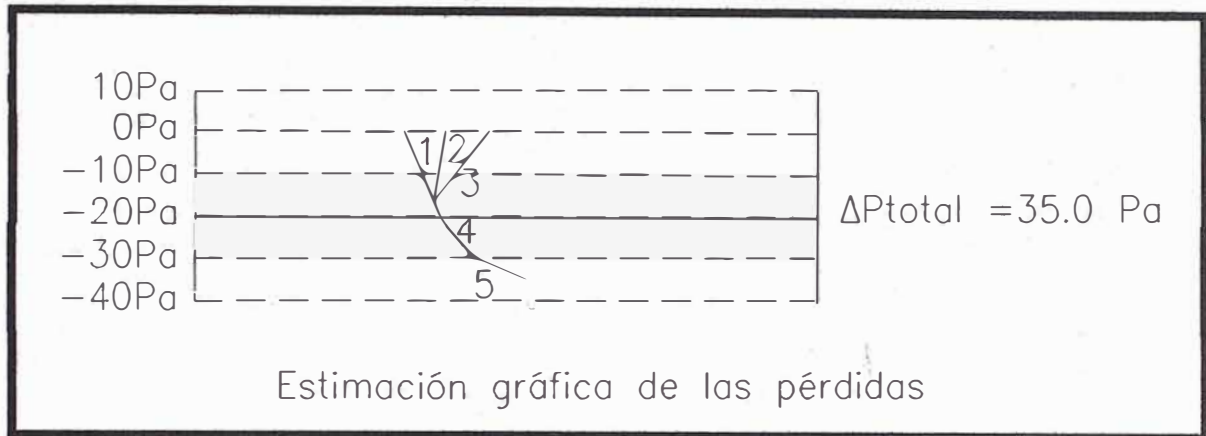 10Pa
0Pa
−10Pa
−20Pa
−30Pa
−40Pa
1
2
3
4
5
ΔPtotal =35.0 Pa
Estimación gráfica de las pérdidas